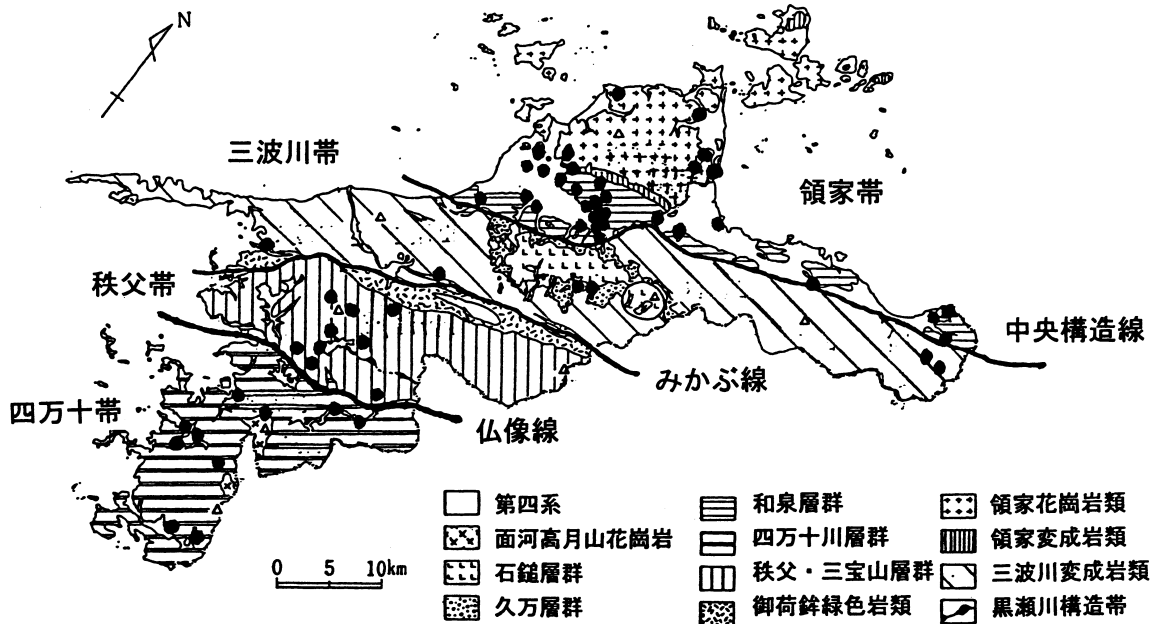 N
三波川帯
領家帯
秩父帯
中央構造線
みかぶ線
四万十帯
仏像線
第四系
和泉層群
領家花崗岩類
面河高月山花崗岩
四万十川層群
領家変成岩類
石鎚層群
秩父・三宝山層群
三波川変成岩類
久万層群
御荷鉾緑色岩類
黒瀬川構造帯
0 5 10km